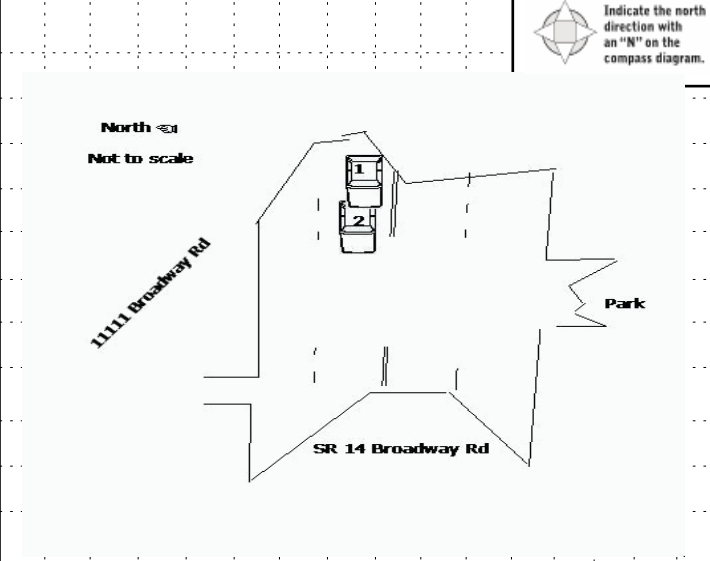 Indicate the north
direction with
an "N" on the
compass diagram.
North
Not to scale
1
2
11111 Broadway Rd
Park
SR 14 Broadway Rd